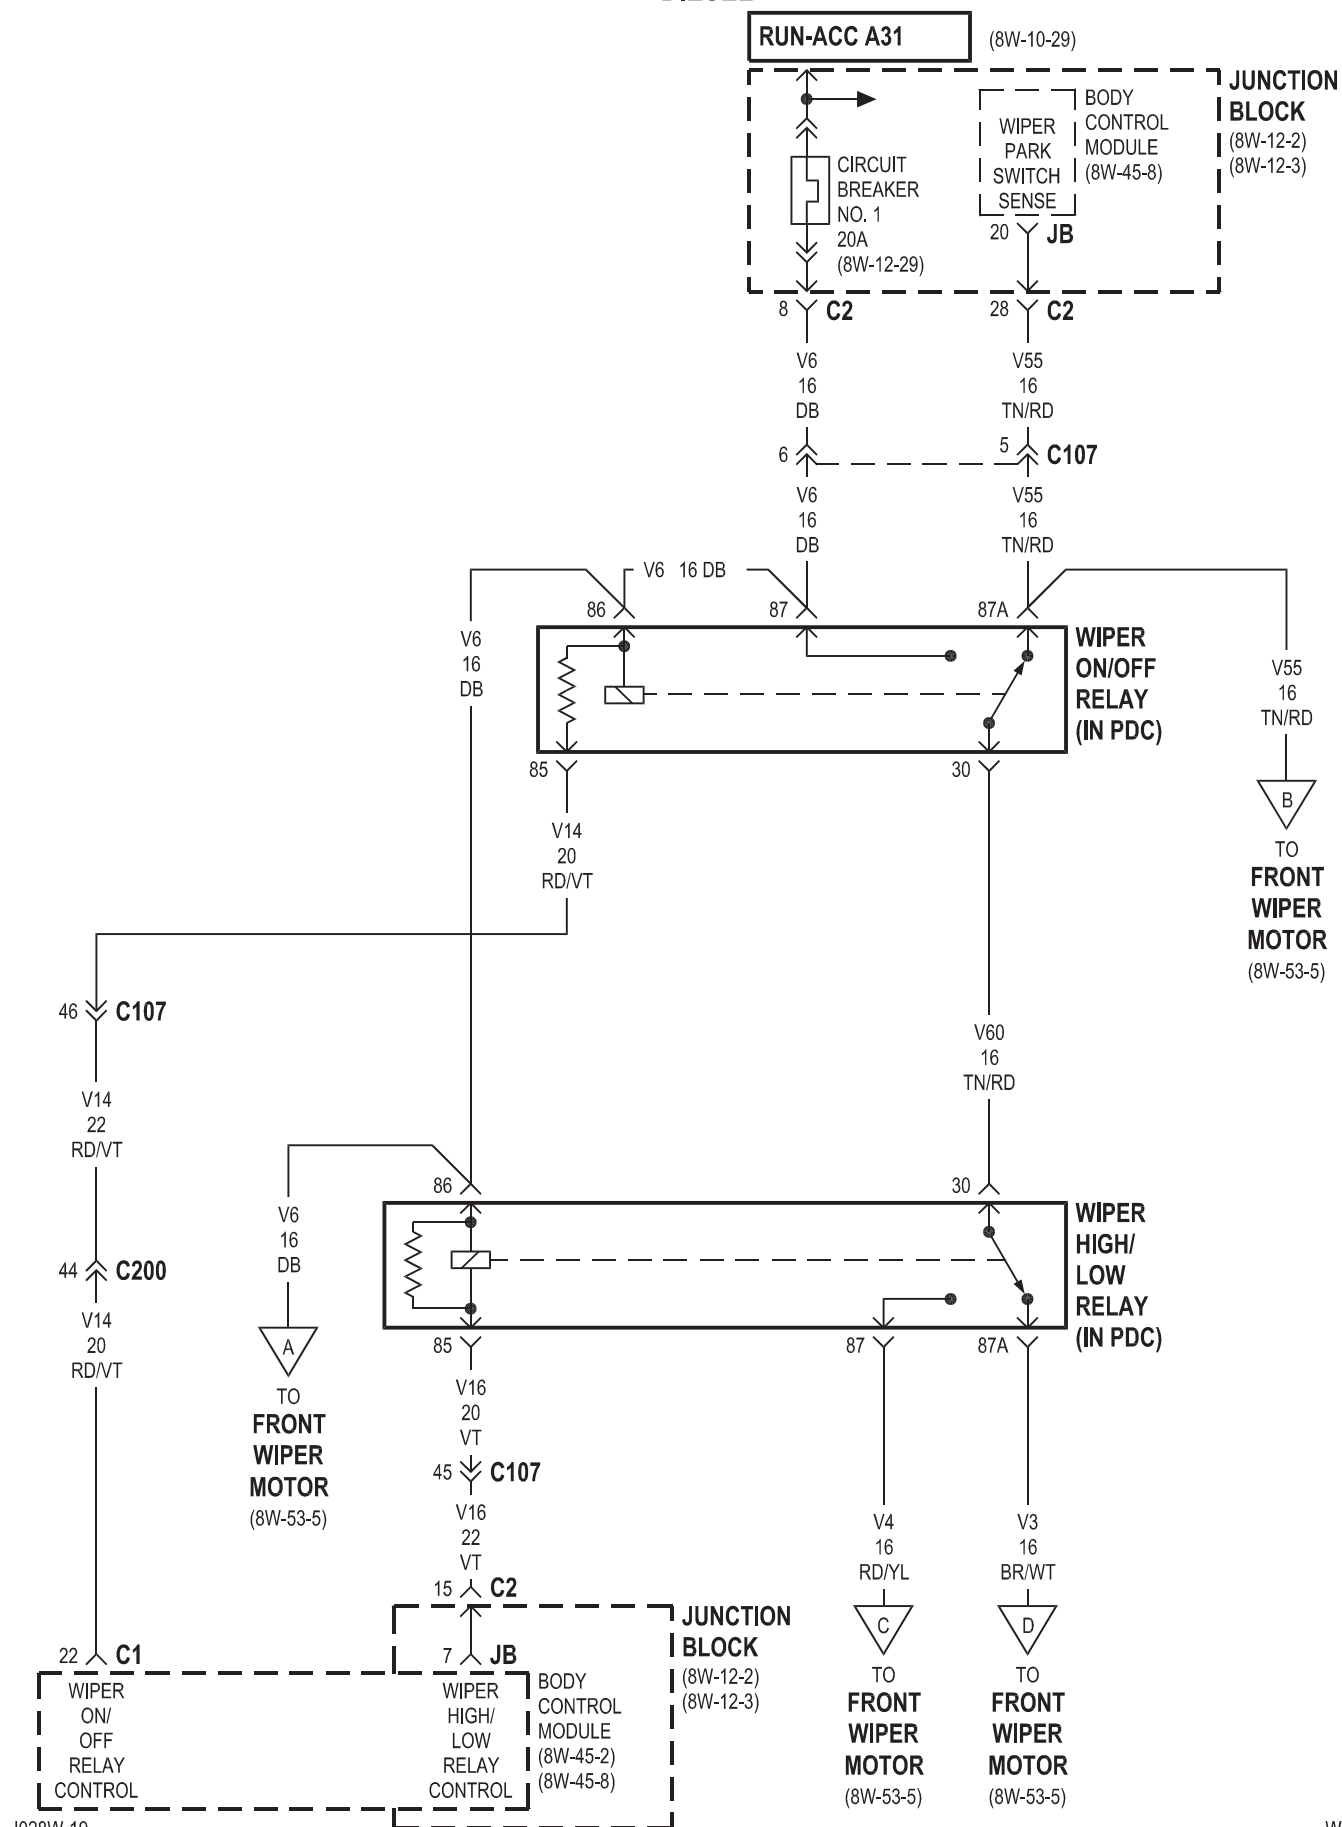 RUN-ACC A31
(8W-10-29)
JUNCTION
BLOCK
(8W-12-2)
(8W-12-3)
BODY
CONTROL
MODULE
(8W-45-8)
WIPER
PARK
SWITCH
SENSE
CIRCUIT
BREAKER
NO. 1
20A
(8W-12-29)
20 JB
8 C2
28 C2
V6
16
DB
V55
16
TN/RD
6
5 C107
V6
16
DB
V55
16
TN/RD
V6 16 DB
86
87
87A
V6
16
DB
WIPER
ON/OFF
RELAY
(IN PDC)
V55
16
TN/RD
85
30
B
TO
FRONT
WIPER
MOTOR
(8W-53-5)
V14
20
RD/VT
46 C107
V60
16
TN/RD
V14
22
RD/VT
86
30
V6
16
DB
WIPER
HIGH/
LOW
RELAY
(IN PDC)
44 C200
V14
20
RD/VT
A
TO
FRONT
WIPER
MOTOR
(8W-53-5)
85
87
87A
V16
20
VT
45 C107
V16
22
VT
15 C2
V4
16
RD/YL
V3
16
BR/WT
C
TO
FRONT
WIPER
MOTOR
(8W-53-5)
D
TO
FRONT
WIPER
MOTOR
(8W-53-5)
JUNCTION
BLOCK
(8W-12-2)
(8W-12-3)
22 C1
7 JB
WIPER
ON/
OFF
RELAY
CONTROL
WIPER
HIGH/
LOW
RELAY
CONTROL
BODY
CONTROL
MODULE
(8W-45-2)
(8W-45-8)